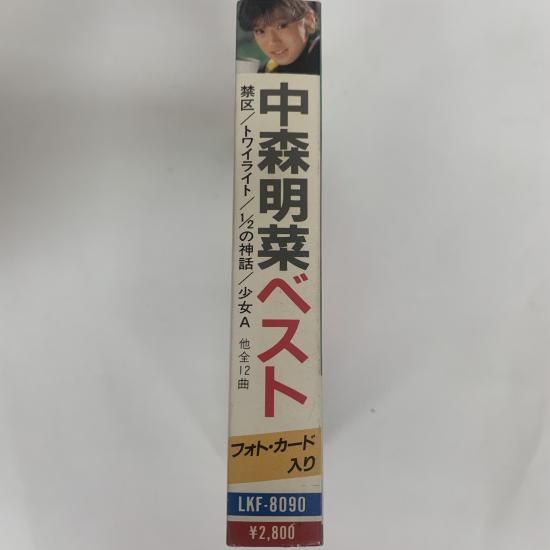 中森明菜ベスト
禁区／トワイライト／1/2の神話／少女A 他全12曲
フォト・カード
入り
LKF-8090
¥2,800